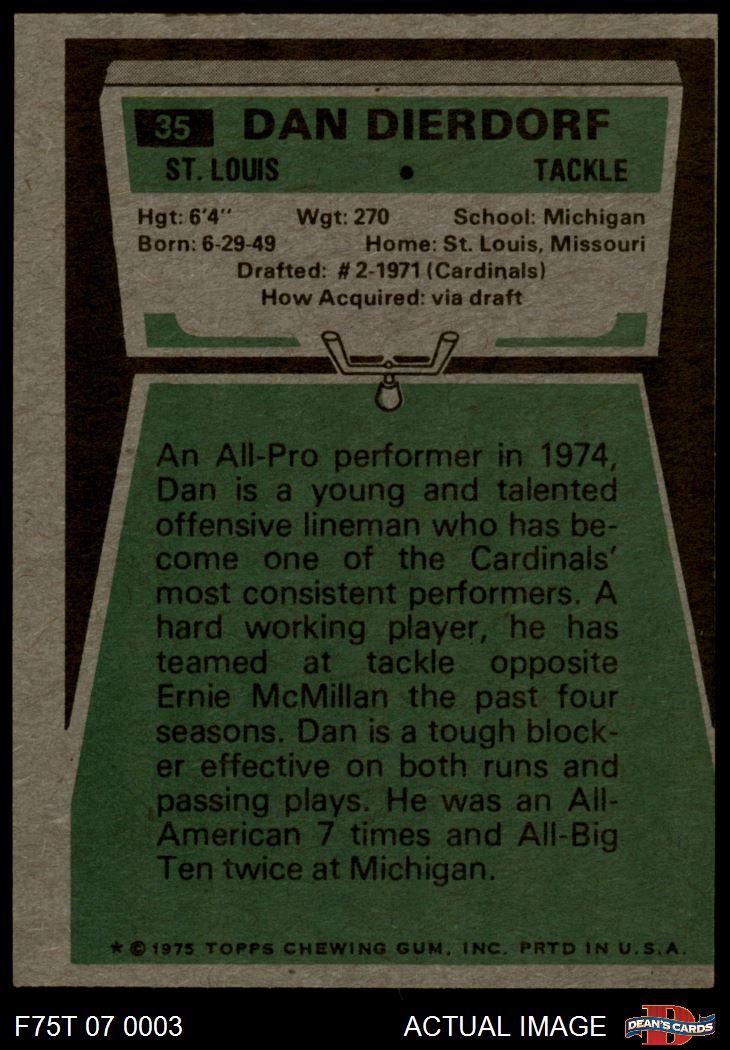 35 DAN DIERDORF
ST. LOUIS • TACKLE
Hgt: 6'4" Wgt: 270 School: Michigan
Born: 6-29-49 Home: St. Louis, Missouri
Drafted: #2-1971 (Cardinals)
How Acquired: via draft
An All-Pro performer in 1974,
Dan is a young and talented
offensive lineman who has be-
come one of the Cardinals'
most consistent performers. A
hard working player, he has
teamed at tackle opposite
Ernie McMillan the past four
seasons. Dan is a tough block-
er effective on both runs and
passing plays. He was an All-
American 7 times and All-Big
Ten twice at Michigan.
* © 1975 TOPPS CHEWING GUM, INC. PRTD IN U.S.A.
F75T 07 0003 ACTUAL IMAGE D DEAN'S CARDS